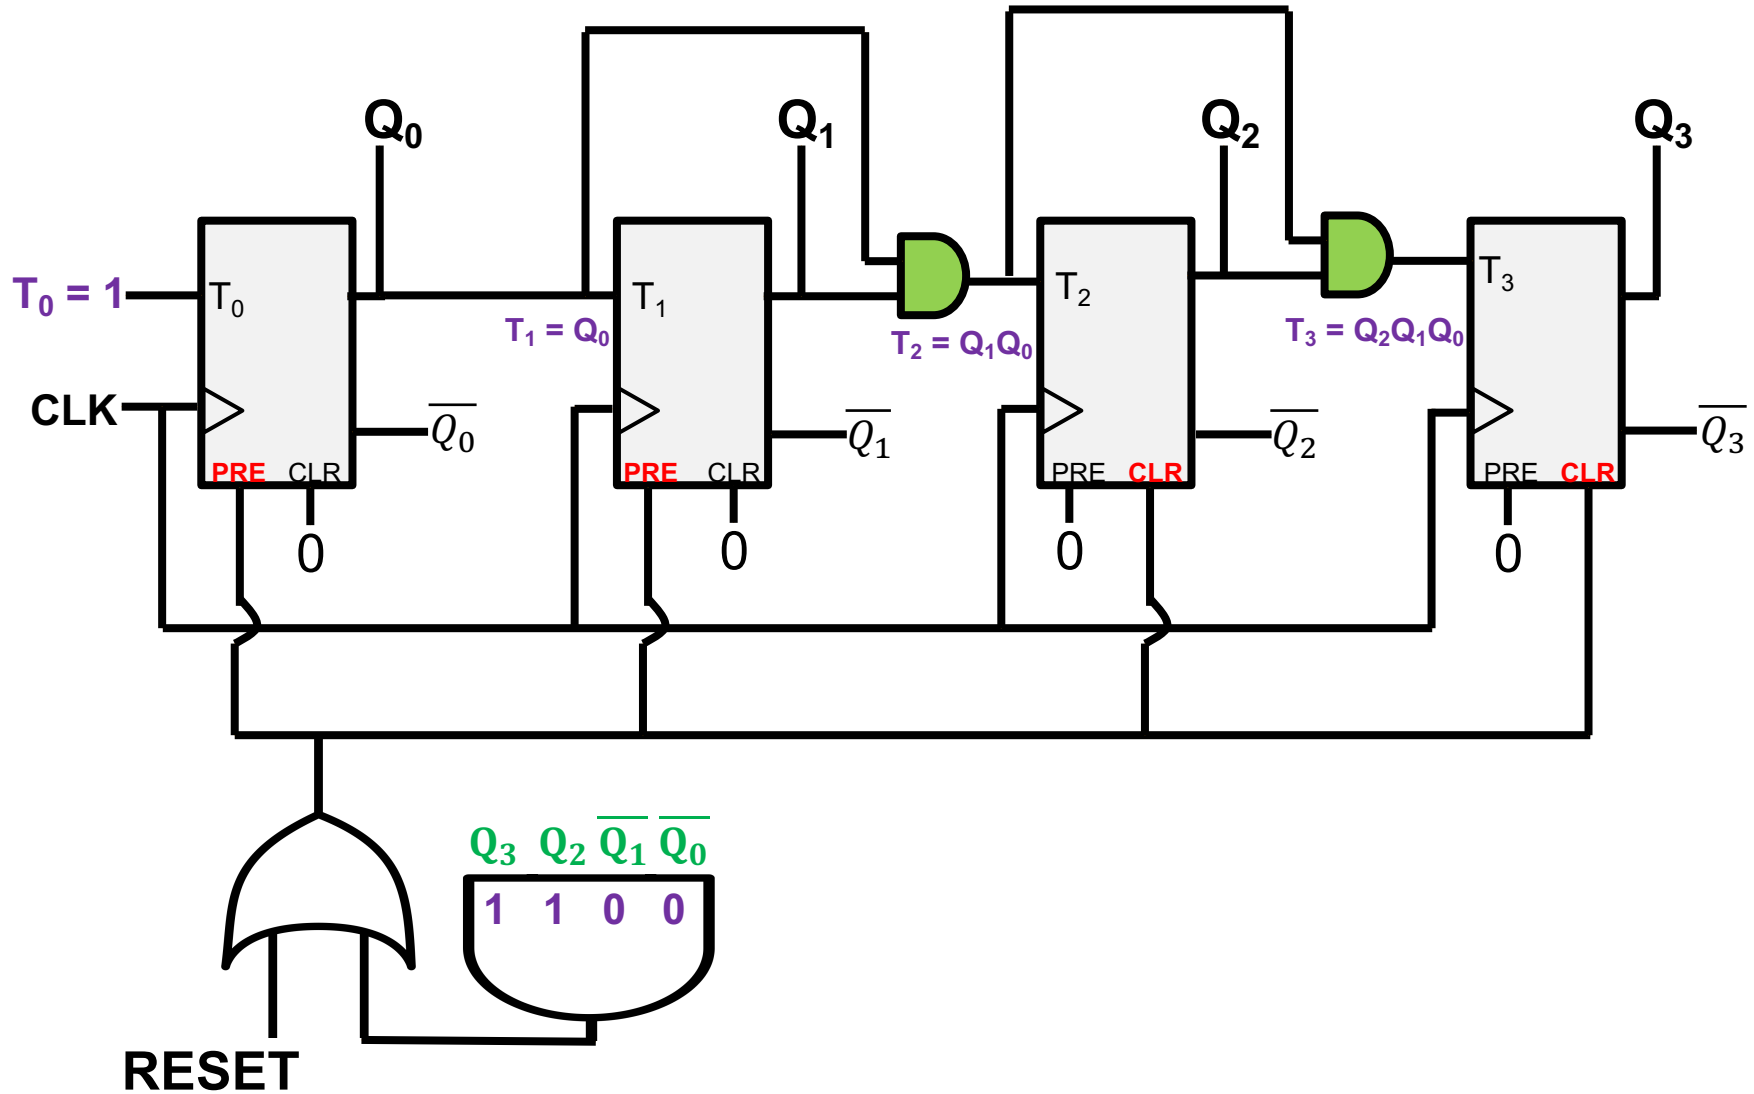 Q₀ Q₁ Q₂ Q₃
T₀ = 1 T₀ T₁ T₂ T₃
T₁ = Q₀ T₂ = Q₁Q₀ T₃ = Q₂Q₁Q₀
CLK Q̅₀ Q̅₁ Q̅₂ Q̅₃
PRE CLR PRE CLR PRE CLR PRE CLR
0 0 0 0
Q₃ Q₂ Q̅₁ Q̅₀
1 1 0 0
RESET